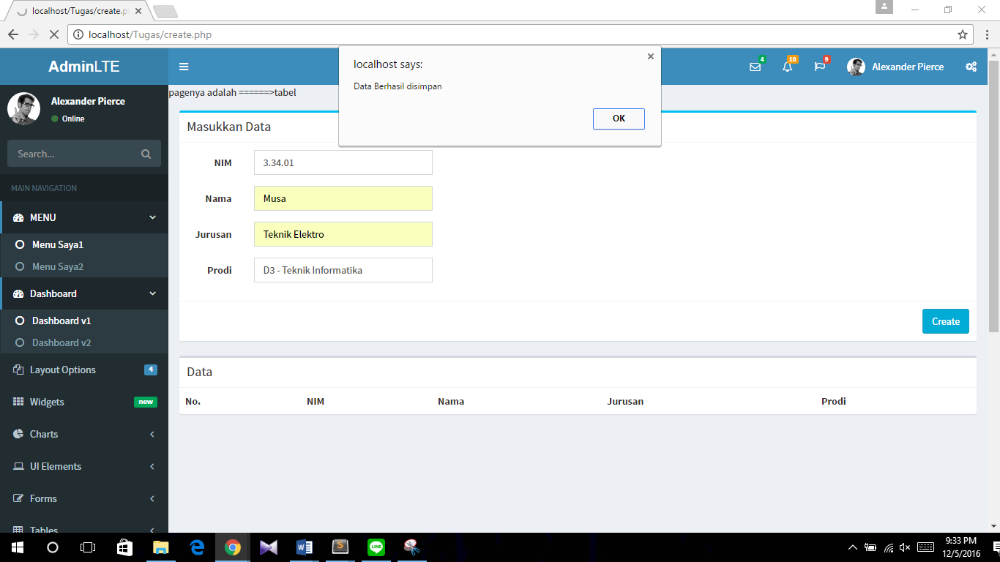 localhost/Tugas/create.p
localhost/Tugas/create.php
AdminLTE
4
10
9
Alexander Pierce
localhost says:
Data Berhasil disimpan
OK
Alexander Pierce
Online
Search...
MAIN NAVIGATION
MENU
Menu Saya1
Menu Saya2
Dashboard
Dashboard v1
Dashboard v2
Layout Options 4
Widgets new
Charts
UI Elements
Forms
Tables
pagenya adalah ======>tabel
Masukkan Data
NIM 3.34.01
Nama Musa
Jurusan Teknik Elektro
Prodi D3 - Teknik Informatika
Create
Data
No. NIM Nama Jurusan Prodi
9:33 PM
12/5/2016